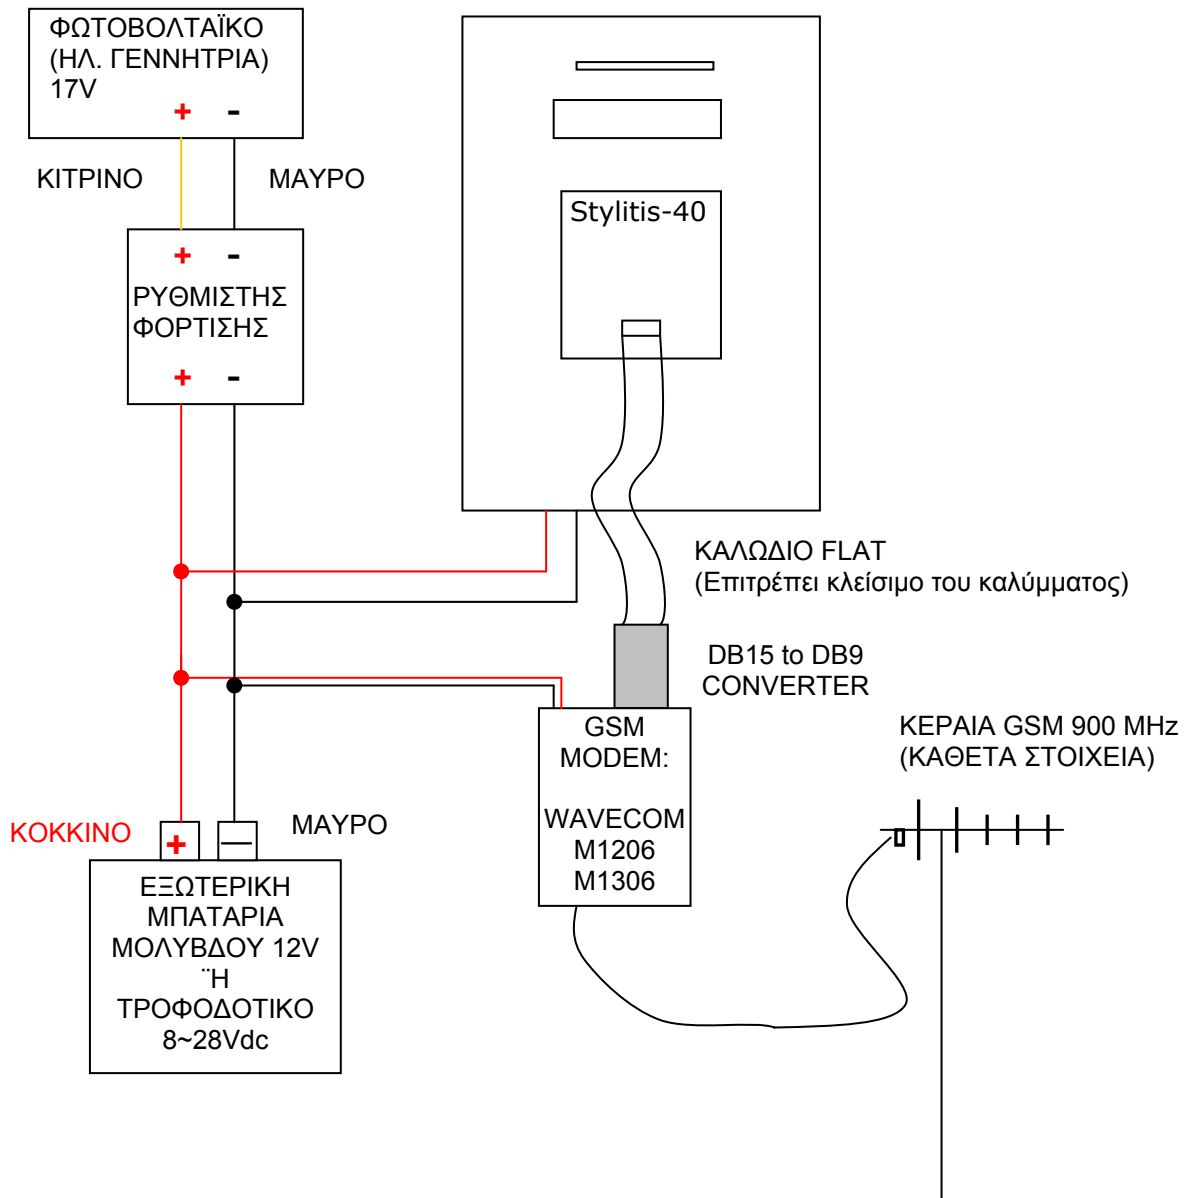 ΦΩΤΟΒΟΛΤΑΪΚΟ
(ΗΛ. ΓΕΝΝΗΤΡΙΑ)
17V
+ -
ΚΙΤΡΙΝΟ
ΜΑΥΡΟ
+ -
ΡΥΘΜΙΣΤΗΣ
ΦΟΡΤΙΣΗΣ
+ -
Stylitis-40
ΚΑΛΩΔΙΟ FLAT
(Επιτρέπει κλείσιμο του καλύμματος)
DB15 to DB9
CONVERTER
GSM
MODEM:
WAVECOM
M1206
M1306
ΚΕΡΑΙΑ GSM 900 MHz
(ΚΑΘΕΤΑ ΣΤΟΙΧΕΙΑ)
ΚΟΚΚΙΝΟ
+ —
ΜΑΥΡΟ
ΕΞΩΤΕΡΙΚΗ
ΜΠΑΤΑΡΙΑ
ΜΟΛΥΒΔΟΥ 12V
¨Η
ΤΡΟΦΟΔΟΤΙΚΟ
8~28Vdc